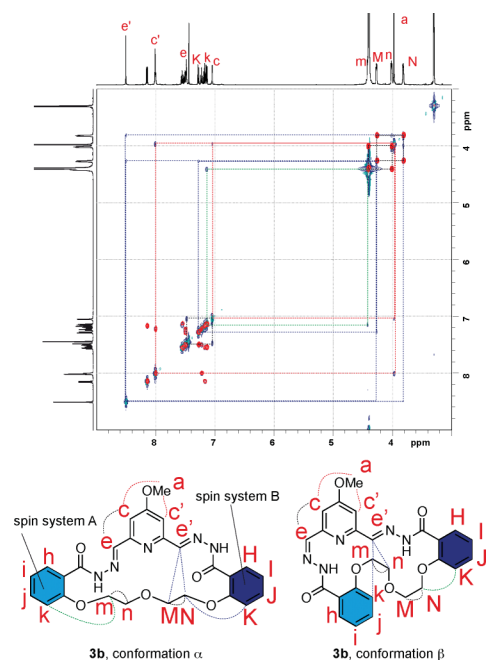 e' c' e K k c m M n a N
ppm
4
5
6
7
8
8 7 6 5 4 ppm
a
OMe
spin system A c c' spin system B
e N e'
h O N N N NH O H
i HN I
j O O O J
k m n O M N K
3b, conformation α
a
OMe
c c'
e N e' N NH O H
N m n I
HN O O J
O k M N K
h i j
3b, conformation β